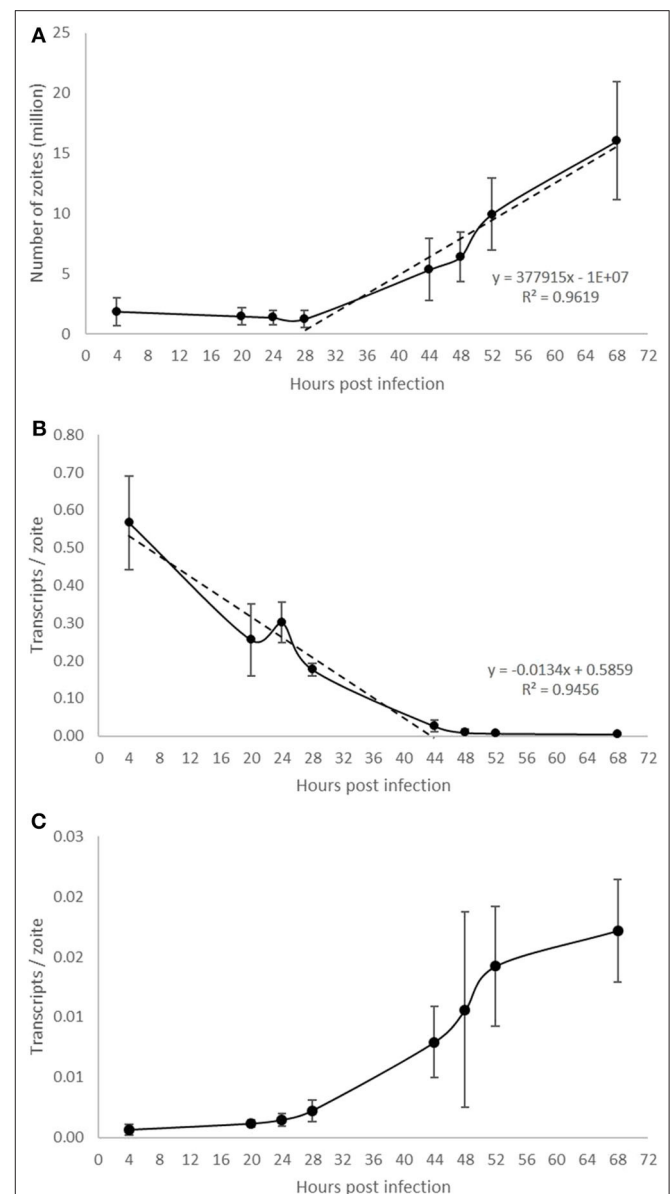 A
25
20
15
10
5
0
Number of zoites (million)
y = 377915x - 1E+07
R² = 0.9619
0 4 8 12 16 20 24 28 32 36 40 44 48 52 56 60 64 68 72
Hours post infection
B
0.80
0.70
0.60
0.50
0.40
0.30
0.20
0.10
0.00
Transcripts / zoite
y = -0.0134x + 0.5859
R² = 0.9456
0 4 8 12 16 20 24 28 32 36 40 44 48 52 56 60 64 68 72
Hours post infection
C
0.03
0.02
0.02
0.01
0.01
0.00
Transcripts / zoite
0 4 8 12 16 20 24 28 32 36 40 44 48 52 56 60 64 68 72
Hours post infection